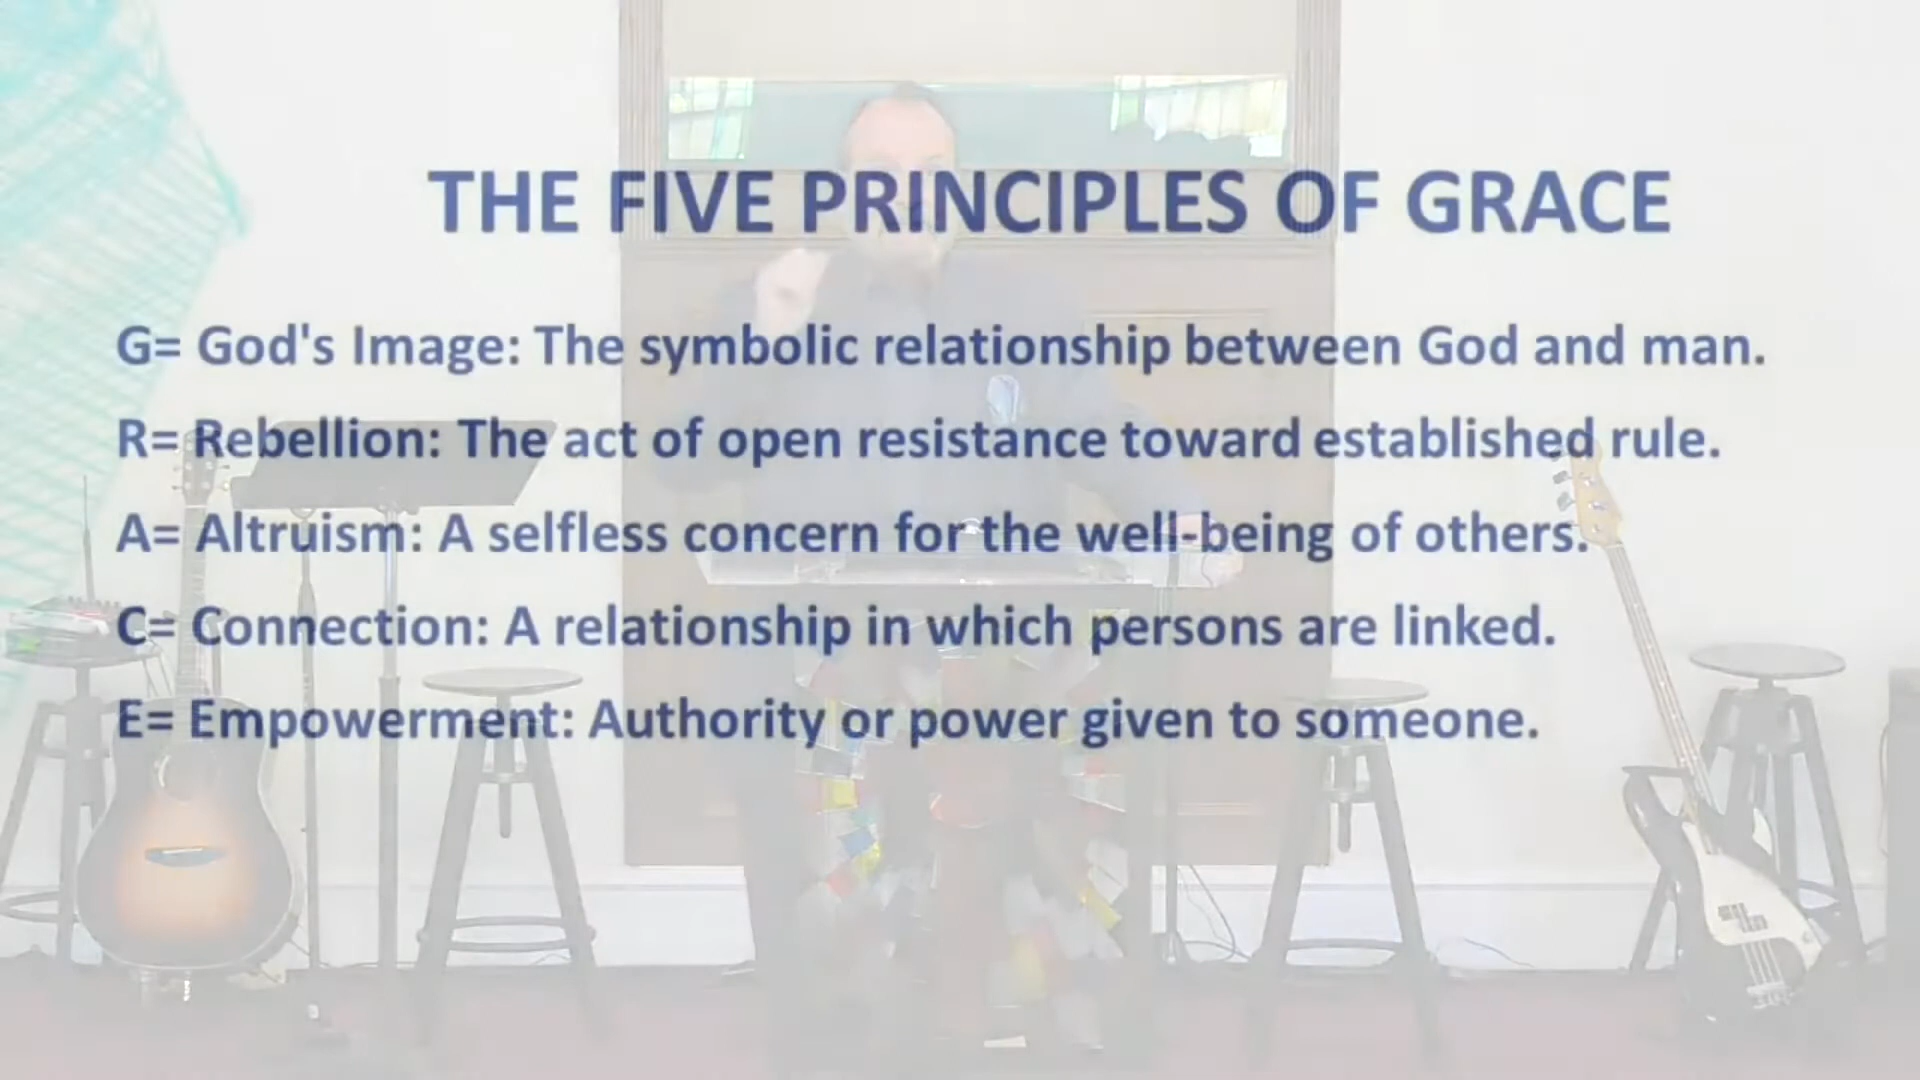 THE FIVE PRINCIPLES OF GRACE
G= God's Image: The symbolic relationship between God and man.
R= Rebellion: The act of open resistance toward established rule.
A= Altruism: A selfless concern for the well-being of others.
C= Connection: A relationship in which persons are linked.
E= Empowerment: Authority or power given to someone.